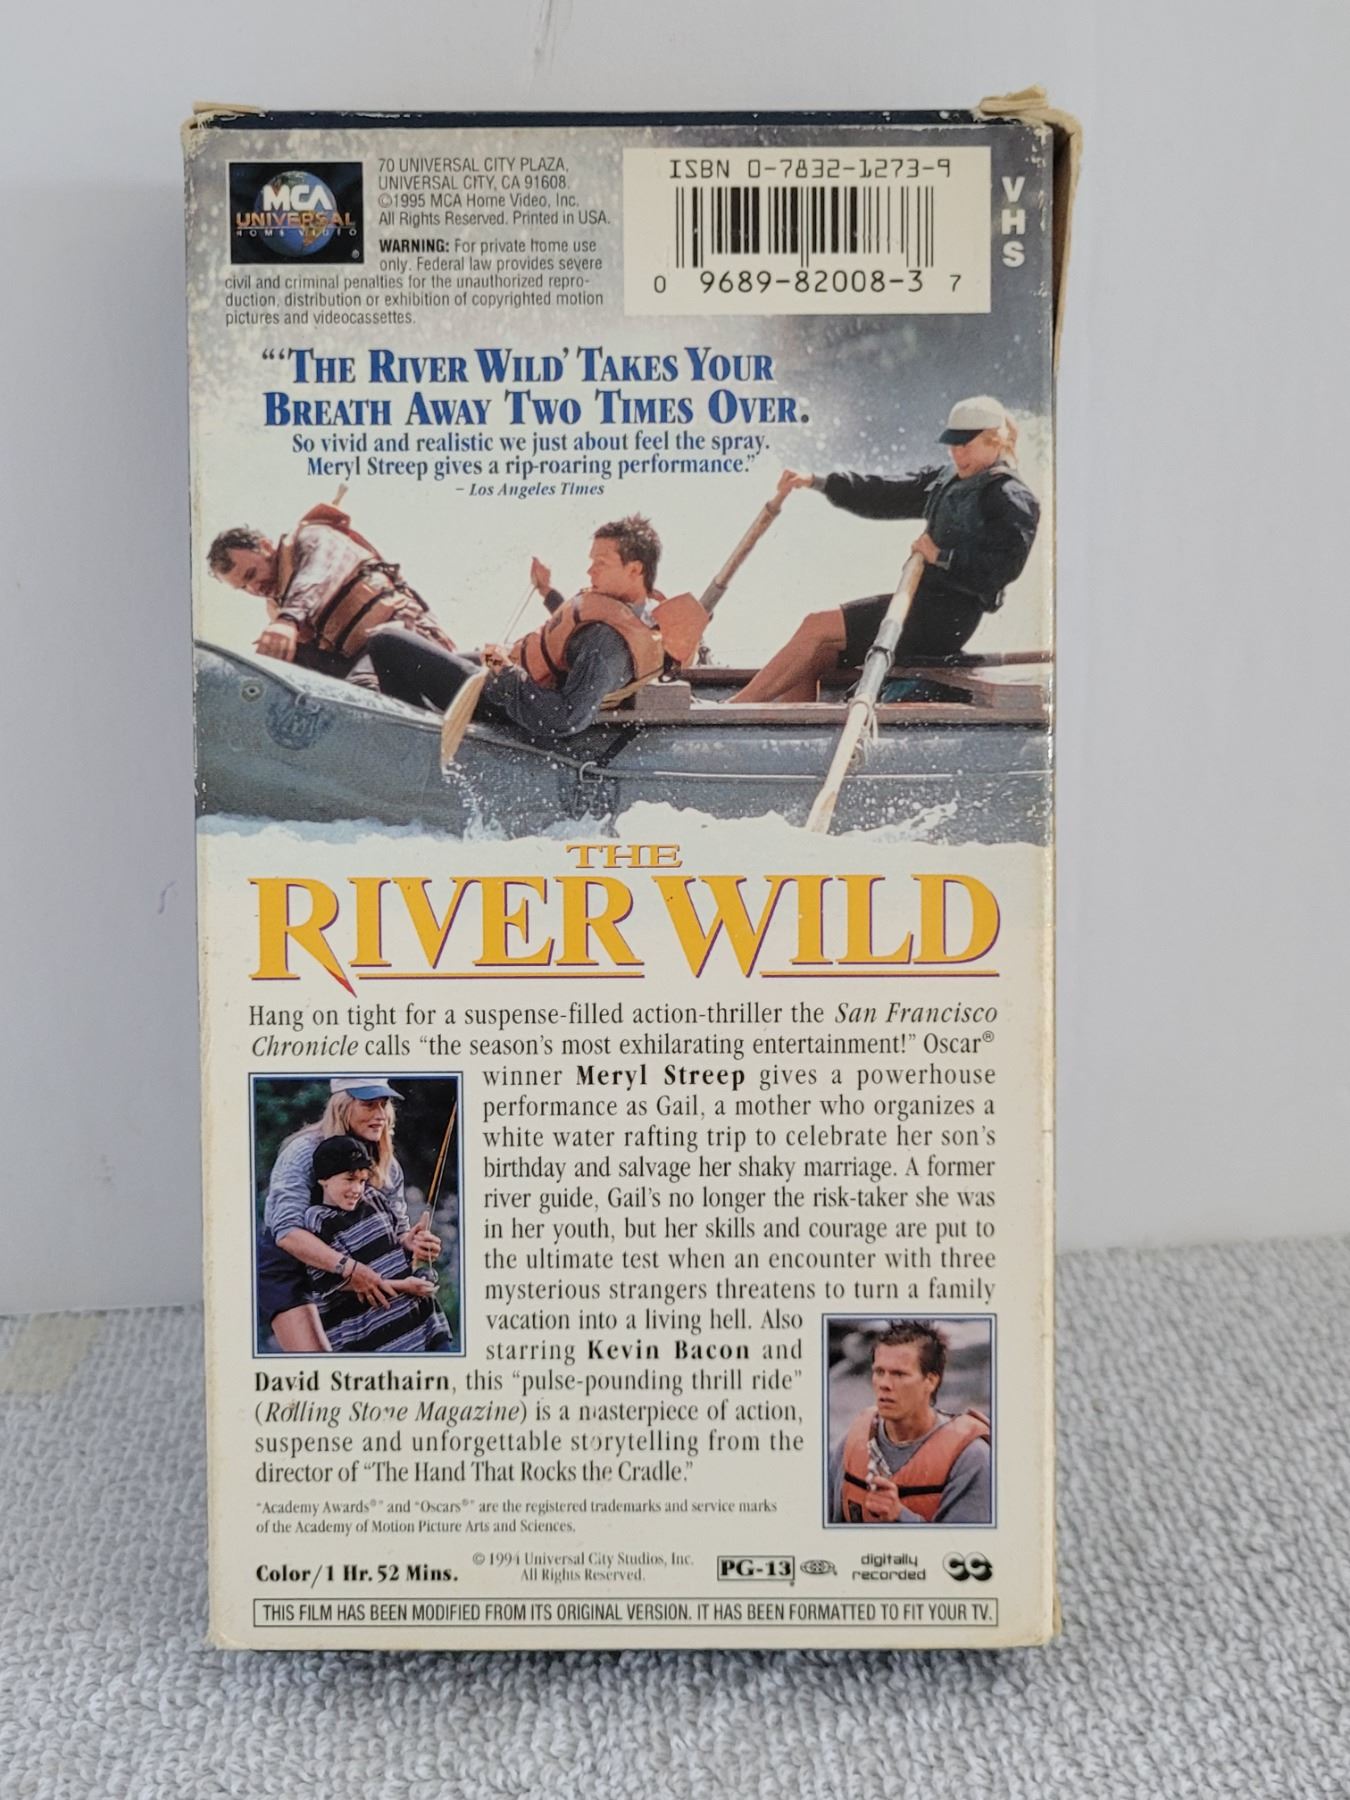 MCA
UNIVERSAL
HOME VIDEO
®
70 UNIVERSAL CITY PLAZA,
UNIVERSAL CITY, CA 91608.
©1995 MCA Home Video, Inc.
All Rights Reserved. Printed in USA.
WARNING: For private home use
only. Federal law provides severe
civil and criminal penalties for the unauthorized repro-
duction, distribution or exhibition of copyrighted motion
pictures and videocassettes.
ISBN 0-7832-1273-9
0 9689-82008-3 7
VHS
“‘THE RIVER WILD’ TAKES YOUR
BREATH AWAY TWO TIMES OVER.
So vivid and realistic we just about feel the spray.
Meryl Streep gives a rip-roaring performance.”
– Los Angeles Times
THE
RIVER WILD
Hang on tight for a suspense-filled action-thriller the San Francisco
Chronicle calls “the season’s most exhilarating entertainment!” Oscar®
winner Meryl Streep gives a powerhouse
performance as Gail, a mother who organizes a
white water rafting trip to celebrate her son’s
birthday and salvage her shaky marriage. A former
river guide, Gail’s no longer the risk-taker she was
in her youth, but her skills and courage are put to
the ultimate test when an encounter with three
mysterious strangers threatens to turn a family
vacation into a living hell. Also
starring Kevin Bacon and
David Strathairn, this “pulse-pounding thrill ride”
(Rolling Stone Magazine) is a masterpiece of action,
suspense and unforgettable storytelling from the
director of “The Hand That Rocks the Cradle.”
“Academy Awards®” and “Oscars®” are the registered trademarks and service marks
of the Academy of Motion Picture Arts and Sciences.
Color/1 Hr. 52 Mins.
© 1994 Universal City Studios, Inc.
All Rights Reserved.
PG-13
digitally
recorded
CC
THIS FILM HAS BEEN MODIFIED FROM ITS ORIGINAL VERSION. IT HAS BEEN FORMATTED TO FIT YOUR TV.